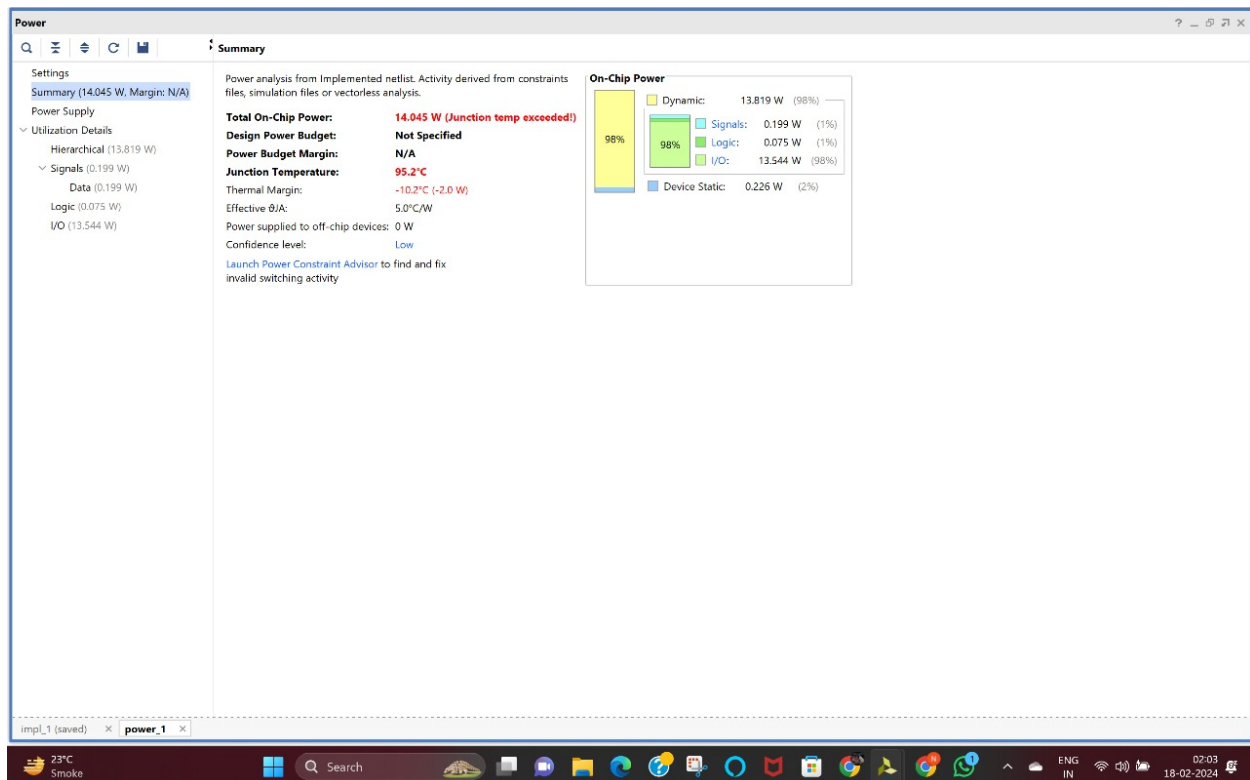 Power
Summary
Settings
Summary (14.045 W, Margin: N/A)
Power Supply
Utilization Details
Hierarchical (13.819 W)
Signals (0.199 W)
Data (0.199 W)
Logic (0.075 W)
I/O (13.544 W)
Power analysis from Implemented netlist. Activity derived from constraints
files, simulation files or vectorless analysis.
Total On-Chip Power: 14.045 W (Junction temp exceeded!)
Design Power Budget: Not Specified
Power Budget Margin: N/A
Junction Temperature: 95.2°C
Thermal Margin: -10.2°C (-2.0 W)
Effective ϑJA: 5.0°C/W
Power supplied to off-chip devices: 0 W
Confidence level: Low
Launch Power Constraint Advisor to find and fix
invalid switching activity
On-Chip Power
98%
Dynamic: 13.819 W (98%)
98%
Signals: 0.199 W (1%)
Logic: 0.075 W (1%)
I/O: 13.544 W (98%)
Device Static: 0.226 W (2%)
impl_1 (saved) power_1
23°C
Smoke
Search
1
ENG
IN
02:03
18-02-2024